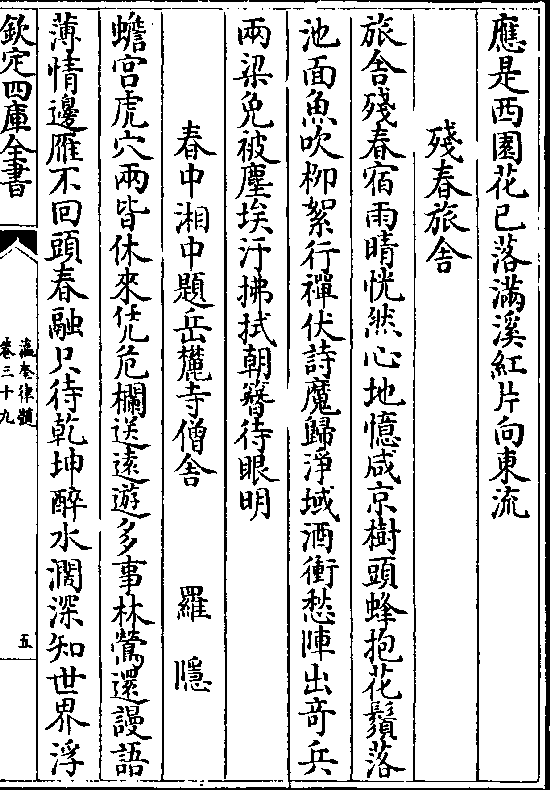 應是西園花已落滿溪紅片向東流
殘春旅舍
旅舍殘春宿雨晴恍然心地憶咸京樹頭蜂抱花鬚落
池面魚吹栁絮行禪伏詩魔歸淨域酒衝愁陣出奇兵
兩梁免被塵埃汙拂拭朝簪待眼明
春中湘中題岳麓寺僧舍 羅隱
蟾宮虎穴兩皆休來凭危欄送逺遊多事林鶯還謾語
薄情邊雁不回頭春融只待乾坤醉水濶深知世界浮
欽定四庫全書 瀛奎律髓 卷三十九 五